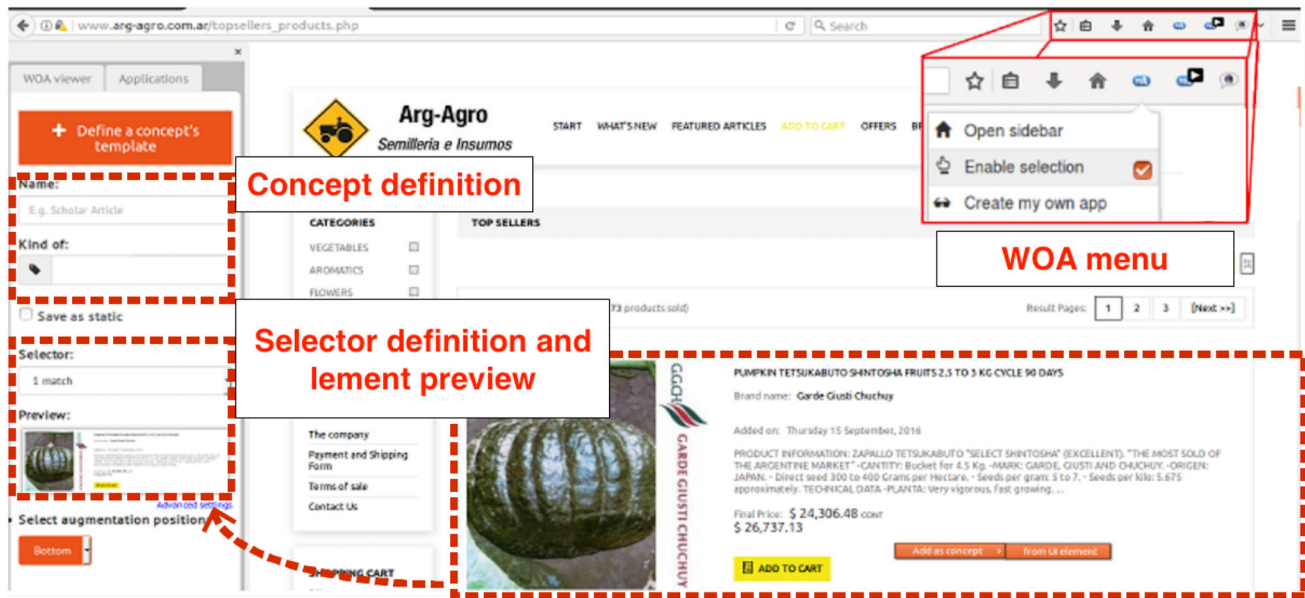 www.arg-agro.com.ar/topsellers_products.php
Search
WOA viewer
Applications
+ Define a concept's
template
Name:
E.g. Scholar Article
Kind of:
Save as static
Selector:
1 match
Preview:
Advanced settings
Select augmentation position
Bottom
Concept definition
Selector definition and
lement preview
WOA menu
Open sidebar
Enable selection
Create my own app
Arg-Agro
Semilleria e Insumos
START
WHAT'S NEW
FEATURED ARTICLES
ADD TO CART
OFFERS
CATEGORIES
VEGETABLES
AROMATICS
FLOWERS
TOP SELLERS
73 products sold)
Result Pages: 1 2 3 [Next >>]
The company
Payment and Shipping
Form
Terms of sale
Contact Us
SHOPPING CART
GGCH
GARDE GIUSTI CHUCHUY
PUMPKIN TETSUKABUTO SHINTOSHA FRUITS 2.5 TO 3 KG CYCLE 90 DAYS
Brand name: Garde Giusti Chuchuy
Added on: Thursday 15 September, 2016
PRODUCT INFORMATION: ZAPALLO TETSUKABUTO "SELECT SHINTOSHA" (EXCELLENT). "THE MOST SOLD OF
THE ARGENTINE MARKET" -CANTITY: Bucket for 4.5 Kg. -MARK: GARDE, GIUSTI AND CHUCHUY. -ORIGEN:
JAPAN. - Direct seed 300 to 400 Grams per Hectare. - Seeds per gram: 5 to 7. - Seeds per kilo: 5.675
approximately. TECHNICAL DATA -PLANTA: Very vigorous, fast growing. ...
Final Price: $ 24,306.48 CONT
$ 26,737.13
Add as concept >
from UI element
ADD TO CART